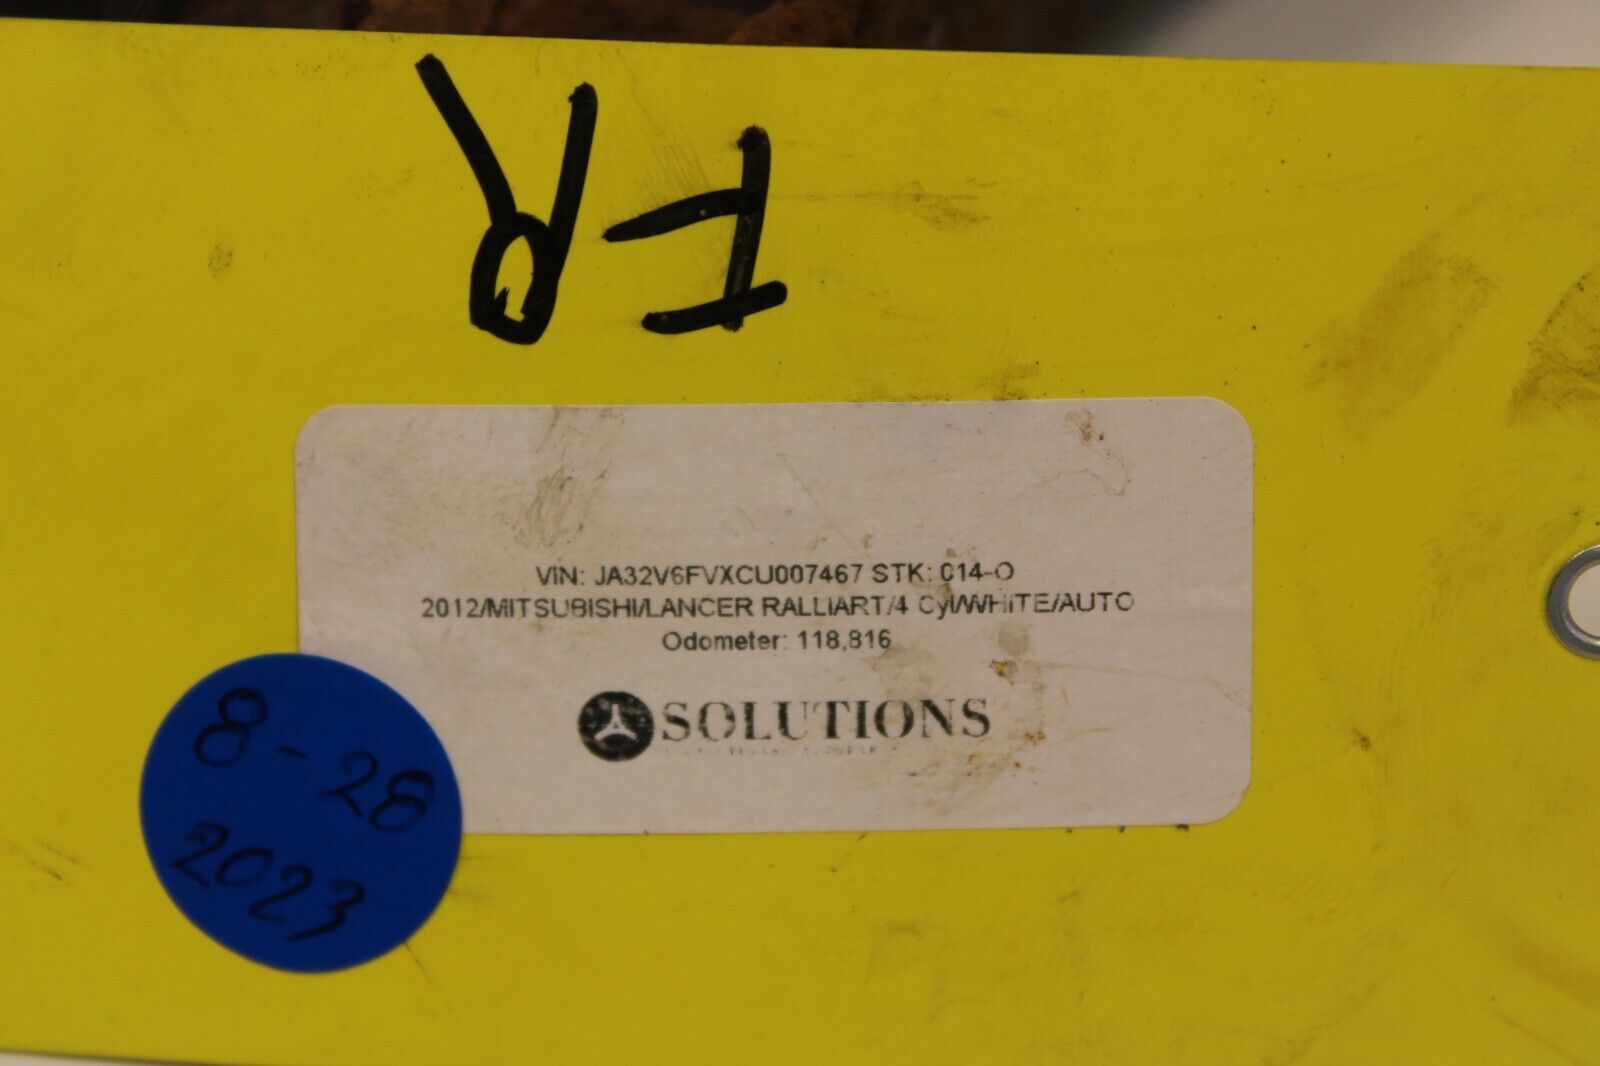 FR
VIN: JA32V6FVXCU007467 STK: 014-O
2012/MITSUBISHI/LANCER RALLIART/4 Cyl/WHITE/AUTO
Odometer: 118,816
SOLUTIONS
8-28
2023